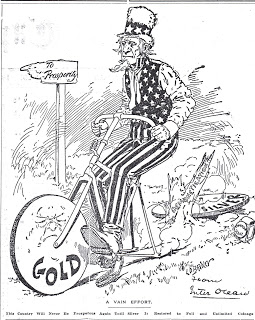 To
Prosperity
GOLD
From
Inter Ocean
A VAIN EFFORT.
This Country Will Never Be Prosperous Again Until Silver Is Restored to Full and Unlimited Coinage